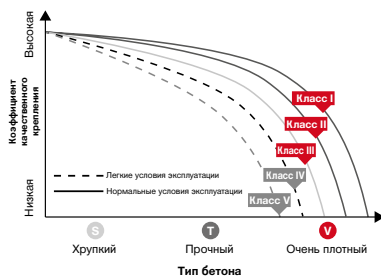 Высокая
Коэффициент
качественного
крепления
Низкая
Класс I
Класс II
Класс III
Класс IV
Класс V
Легкие условия эксплуатации
Нормальные условия эксплуатации
S
T
V
Хрупкий
Прочный
Очень плотный
Тип бетона